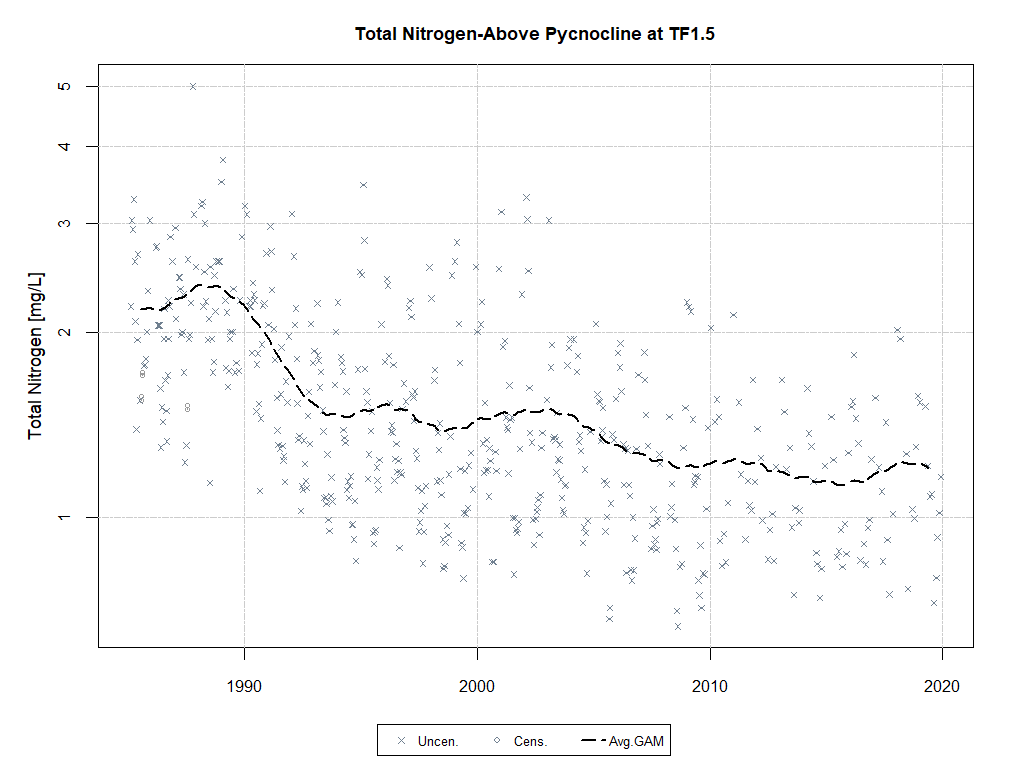 Total Nitrogen-Above Pycnocline at TF1.5
Total Nitrogen [mg/L]
5
4
3
2
1
1990 2000 2010 2020
Uncen. Cens. Avg.GAM